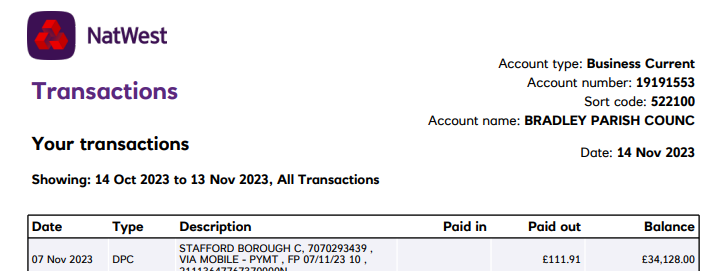 NatWest
Account type: Business Current
Transactions
Account number: 19191553
Sort code: 522100
Account name: BRADLEY PARISH COUNC
Your transactions
Date: 14 Nov 2023
Showing: 14 Oct 2023 to 13 Nov 2023, All Transactions
Date Type Description Paid in Paid out Balance
STAFFORD BOROUGH C, 7070293439 ,
07 Nov 2023 DPC VIA MOBILE - PYMT , FP 07/11/23 10 , £111.91 £34,128.00